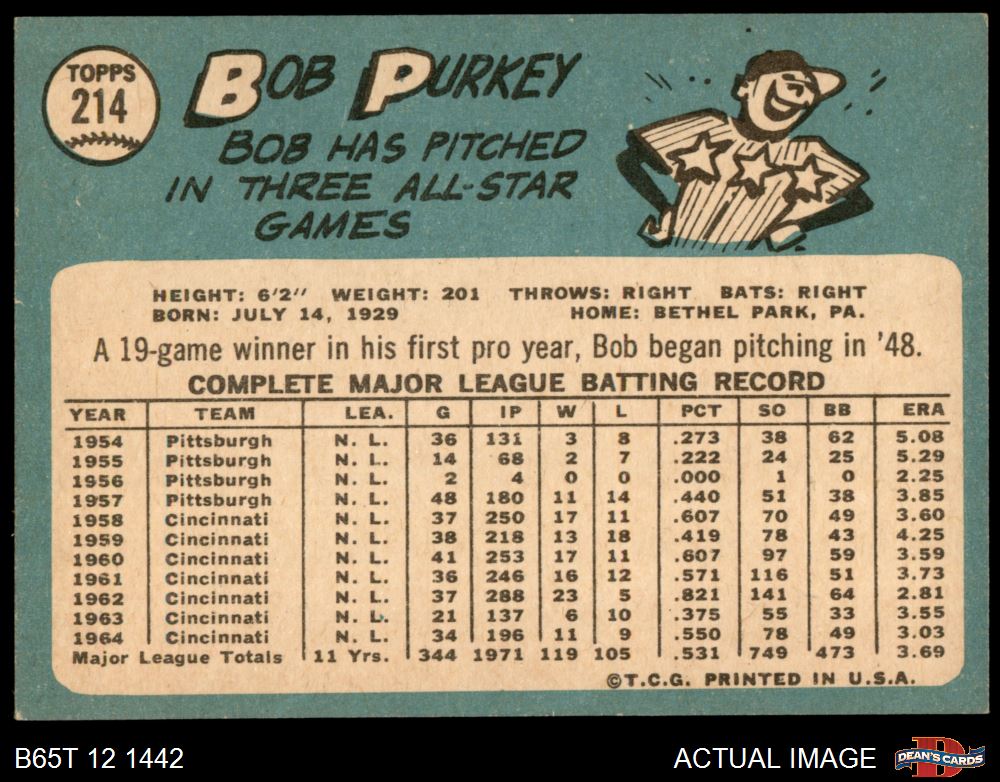 TOPPS
214
BOB PURKEY
BOB HAS PITCHED
IN THREE ALL-STAR
GAMES
HEIGHT: 6'2" WEIGHT: 201 THROWS: RIGHT BATS: RIGHT
BORN: JULY 14, 1929 HOME: BETHEL PARK, PA.
A 19-game winner in his first pro year, Bob began pitching in '48.
COMPLETE MAJOR LEAGUE BATTING RECORD
YEAR TEAM LEA. G IP W L PCT SO BB ERA
1954 Pittsburgh N. L. 36 131 3 8 .273 38 62 5.08
1955 Pittsburgh N. L. 14 68 2 7 .222 24 25 5.29
1956 Pittsburgh N. L. 2 4 0 0 .000 1 0 2.25
1957 Pittsburgh N. L. 48 180 11 14 .440 51 38 3.85
1958 Cincinnati N. L. 37 250 17 11 .607 70 49 3.60
1959 Cincinnati N. L. 38 218 13 18 .419 78 43 4.25
1960 Cincinnati N. L. 41 253 17 11 .607 97 59 3.59
1961 Cincinnati N. L. 36 246 16 12 .571 116 51 3.73
1962 Cincinnati N. L. 37 288 23 5 .821 141 64 2.81
1963 Cincinnati N. L. 21 137 6 10 .375 55 33 3.55
1964 Cincinnati N. L. 34 196 11 9 .550 78 49 3.03
Major League Totals 11 Yrs. 344 1971 119 105 .531 749 473 3.69
©T.C.G. PRINTED IN U.S.A.
B65T 12 1442 ACTUAL IMAGE D DEAN'S CARDS